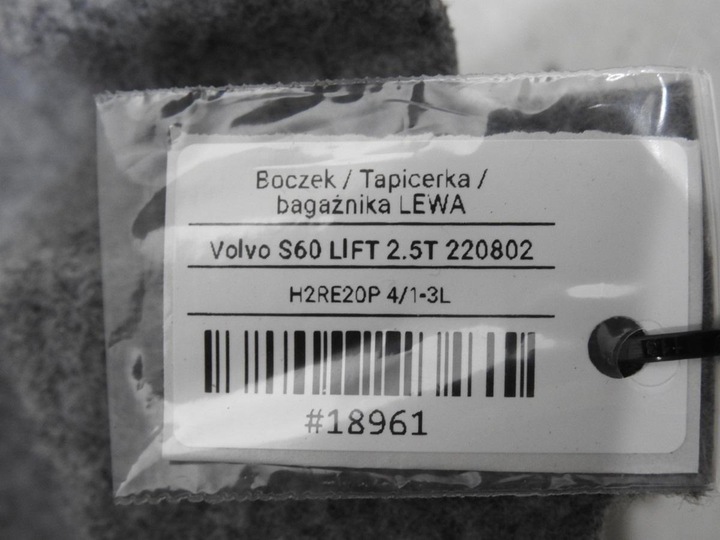 Boczek / Tapicerka /
bagażnika LEWA
Volvo S60 LIFT 2.5T 220802
H2RE20P 4/1-3L
#18961